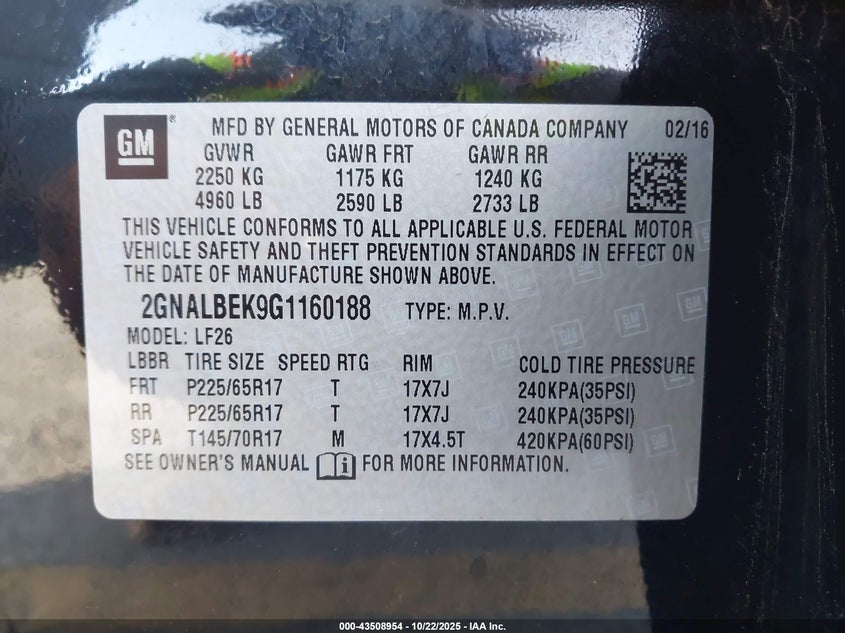 GM ® MFD BY GENERAL MOTORS OF CANADA COMPANY 02/16
GVWR GAWR FRT GAWR RR
2250 KG 1175 KG 1240 KG
4960 LB 2590 LB 2733 LB
THIS VEHICLE CONFORMS TO ALL APPLICABLE U.S. FEDERAL MOTOR
VEHICLE SAFETY AND THEFT PREVENTION STANDARDS IN EFFECT ON
THE DATE OF MANUFACTURE SHOWN ABOVE.
2GNALBEK9G1160188 TYPE: M.P.V.
MODEL: LF26
LBBR TIRE SIZE SPEED RTG RIM COLD TIRE PRESSURE
FRT P225/65R17 T 17X7J 240KPA(35PSI)
RR P225/65R17 T 17X7J 240KPA(35PSI)
SPA T145/70R17 M 17X4.5T 420KPA(60PSI)
SEE OWNER'S MANUAL i FOR MORE INFORMATION.
000-43508954 - 10/22/2025 - IAA Inc.